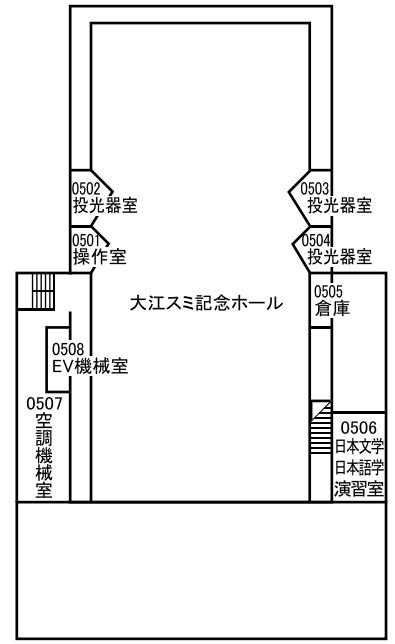 0502
投光器室
0503
投光器室
0501
操作室
0504
投光器室
大江スミ記念ホール
0505
倉庫
0508
EV機械室
0507
空調機械室
0506
日本文学
日本語学
演習室